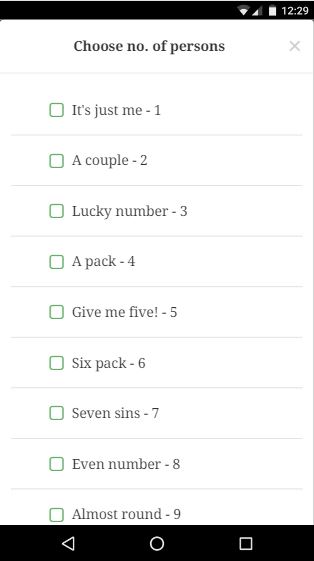 12:29
Choose no. of persons
It's just me - 1
A couple - 2
Lucky number - 3
A pack - 4
Give me five! - 5
Six pack - 6
Seven sins - 7
Even number - 8
Almost round - 9